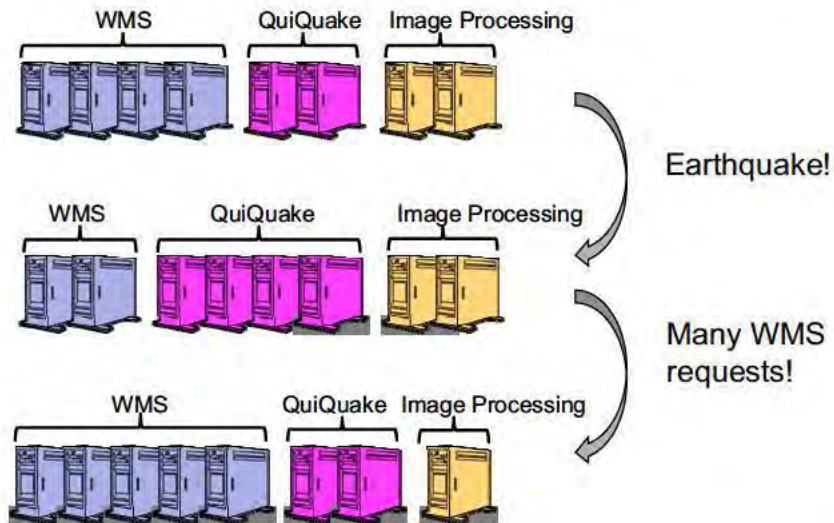 WMS QuiQuake Image Processing
Earthquake!
WMS QuiQuake Image Processing
Many WMS
requests!
WMS QuiQuake Image Processing